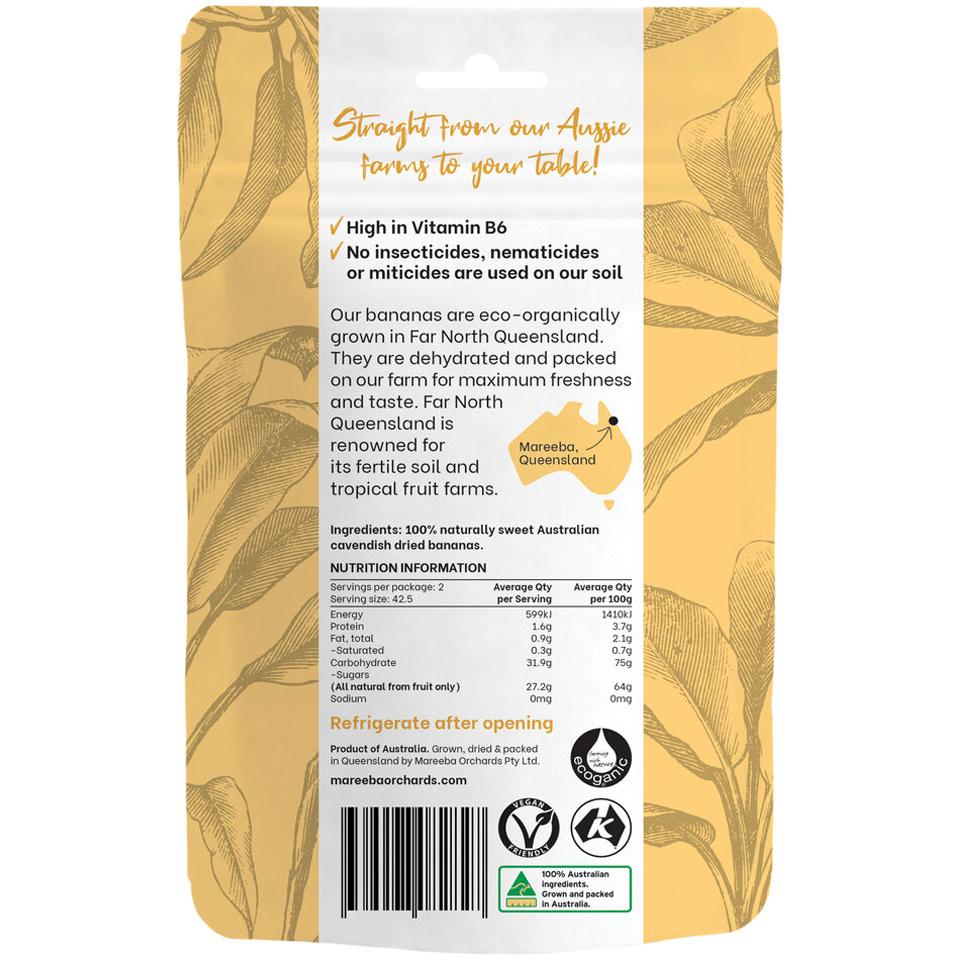 Straight from our Aussie
farms to your table!
High in Vitamin B6
No insecticides, nematicides
or miticides are used on our soil
Our bananas are eco-organically
grown in Far North Queensland.
They are dehydrated and packed
on our farm for maximum freshness
and taste. Far North
Queensland is
renowned for
its fertile soil and
tropical fruit farms.
Mareeba,
Queensland
Ingredients: 100% naturally sweet Australian
cavendish dried bananas.
NUTRITION INFORMATION
Servings per package: 2 Average Qty Average Qty
Serving size: 42.5 per Serving per 100g
Energy 599kJ 1410kJ
Protein 1.6g 3.7g
Fat, total 0.9g 2.1g
-Saturated 0.3g 0.7g
Carbohydrate 31.9g 75g
-Sugars
(All natural from fruit only) 27.2g 64g
Sodium 0mg 0mg
Refrigerate after opening
Product of Australia. Grown, dried & packed
in Queensland by Mareeba Orchards Pty Ltd.
mareebaorchards.com
farming
with
nature
ecoganic
VEGAN
FRIENDLY
K
100% Australian
ingredients.
Grown and packed
in Australia.